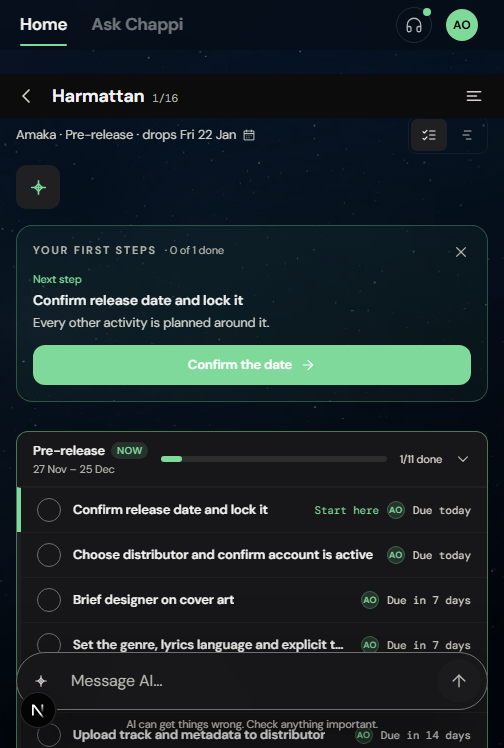 Home Ask Chappi AO
Harmattan 1/16
Amaka · Pre-release · drops Fri 22 Jan
YOUR FIRST STEPS · 0 of 1 done
Next step
Confirm release date and lock it
Every other activity is planned around it.
Confirm the date →
Pre-release NOW 1/11 done
27 Nov – 25 Dec
Confirm release date and lock it Start here AO Due today
Choose distributor and confirm account is active AO Due today
Brief designer on cover art AO Due in 7 days
Set the genre, lyrics language and explicit t... AO Due in 7 days
Message AI...
N
AI can get things wrong. Check anything important.
Upload track and metadata to distributor AO Due in 14 days